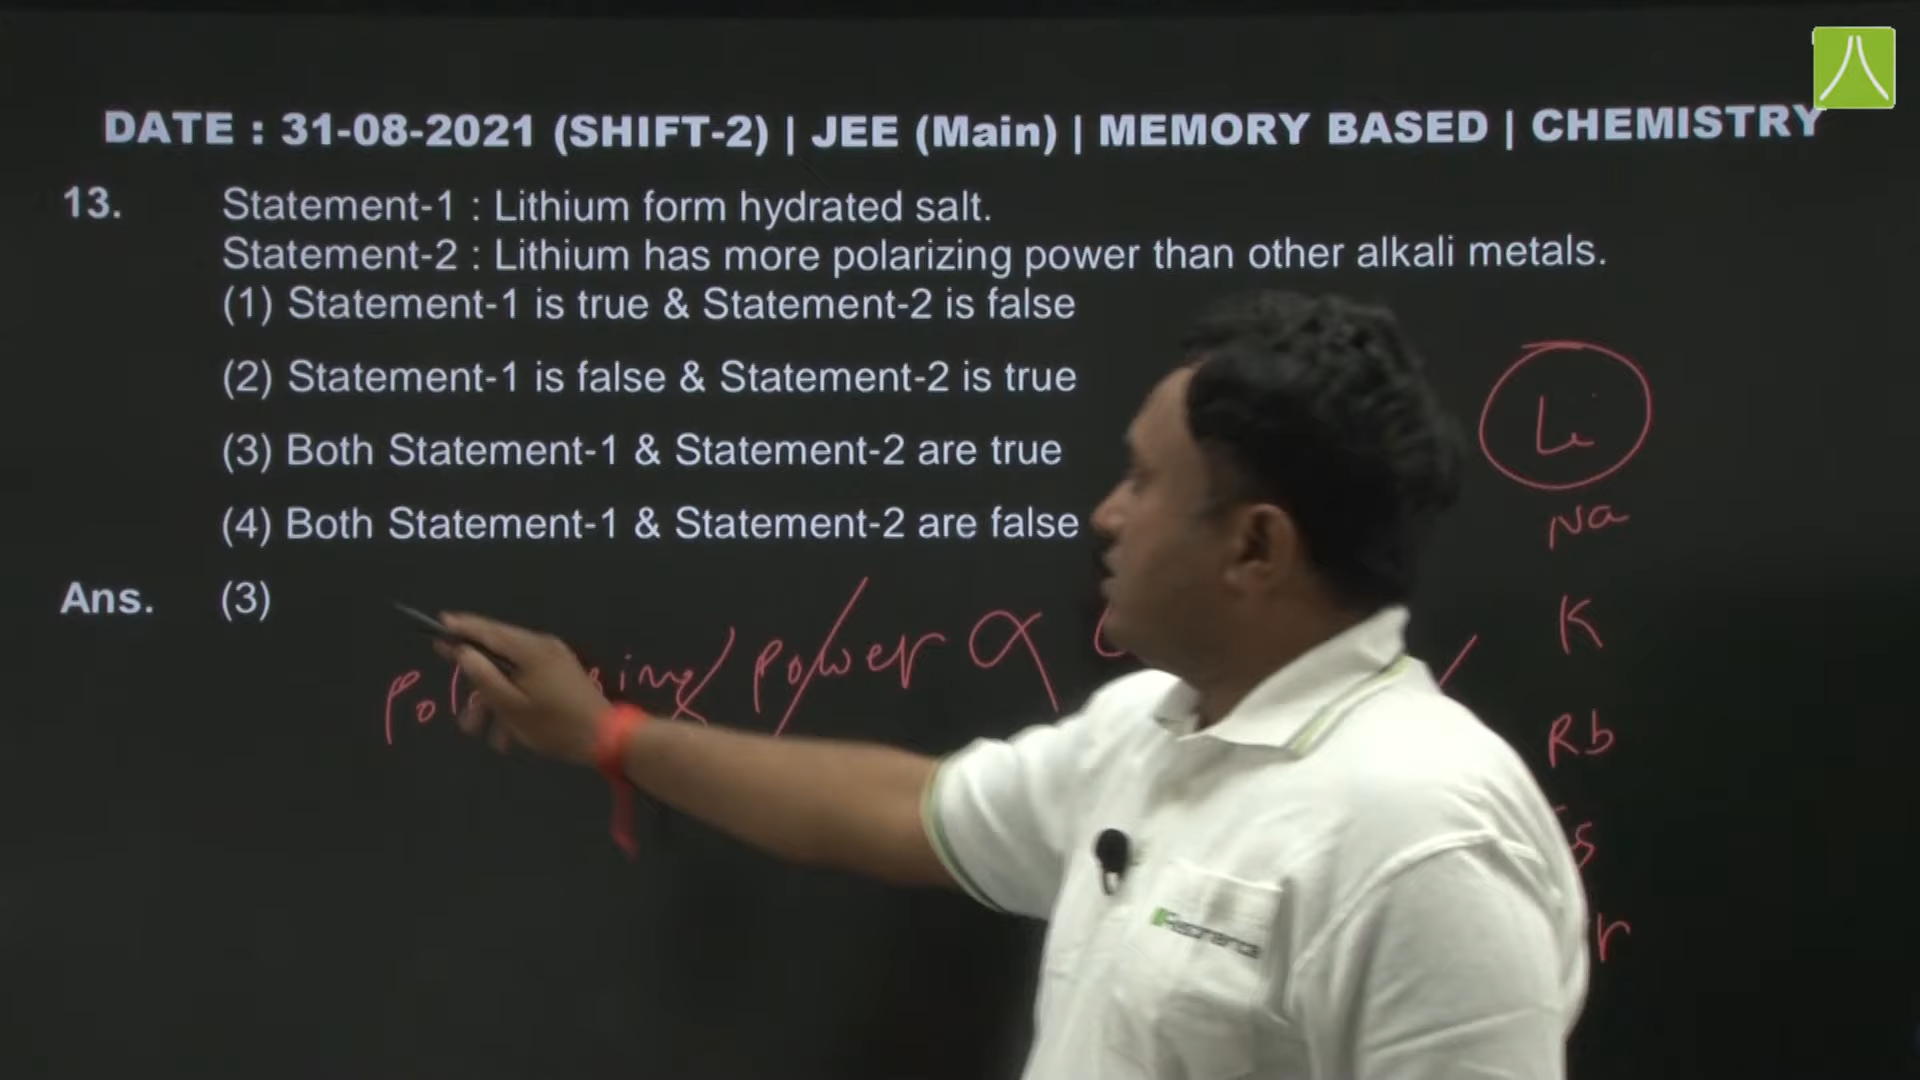 DATE : 31-08-2021 (SHIFT-2) | JEE (Main) | MEMORY BASED | CHEMISTRY
13. Statement-1 : Lithium form hydrated salt.
Statement-2 : Lithium has more polarizing power than other alkali metals.
(1) Statement-1 is true & Statement-2 is false
(2) Statement-1 is false & Statement-2 is true
(3) Both Statement-1 & Statement-2 are true
(4) Both Statement-1 & Statement-2 are false
Ans. (3)
power ∝
Li
Na
K
Rb
Resonance